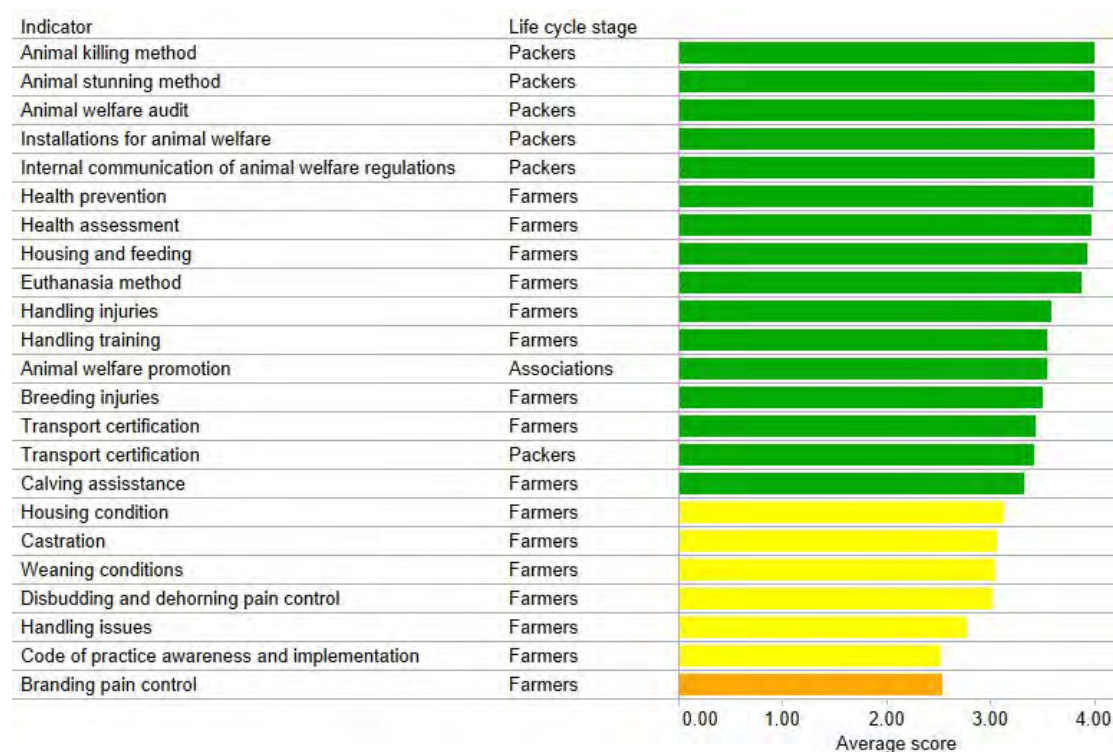 Indicator Life cycle stage
Animal killing method Packers
Animal stunning method Packers
Animal welfare audit Packers
Installations for animal welfare Packers
Internal communication of animal welfare regulations Packers
Health prevention Farmers
Health assessment Farmers
Housing and feeding Farmers
Euthanasia method Farmers
Handling injuries Farmers
Handling training Farmers
Animal welfare promotion Associations
Breeding injuries Farmers
Transport certification Farmers
Transport certification Packers
Calving assisstance Farmers
Housing condition Farmers
Castration Farmers
Weaning conditions Farmers
Disbudding and dehorning pain control Farmers
Handling issues Farmers
Code of practice awareness and implementation Farmers
Branding pain control Farmers
0.00 1.00 2.00 3.00 4.00
Average score